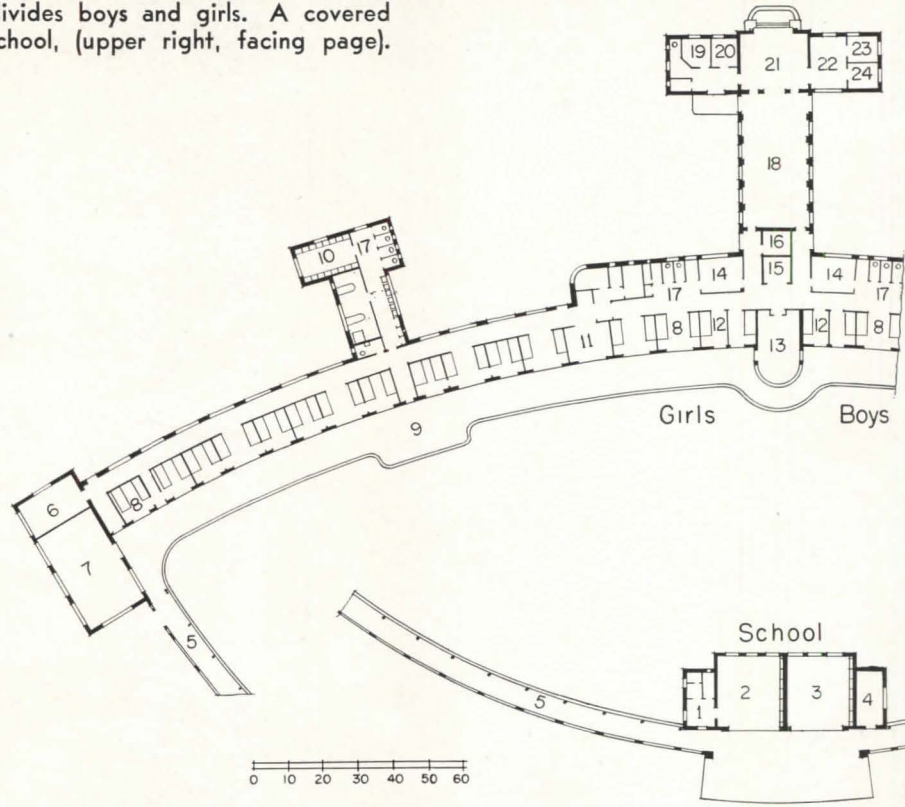 ivides boys and girls. A covered
chool, (upper right, facing page).
19 20 21 22 23
24
18
16
15
17
10
14 14
17 17
11 8 12 13 12 8
Girls Boys
9
8
6
7
5
School
5
1 2 3 4
0 10 20 30 40 50 60